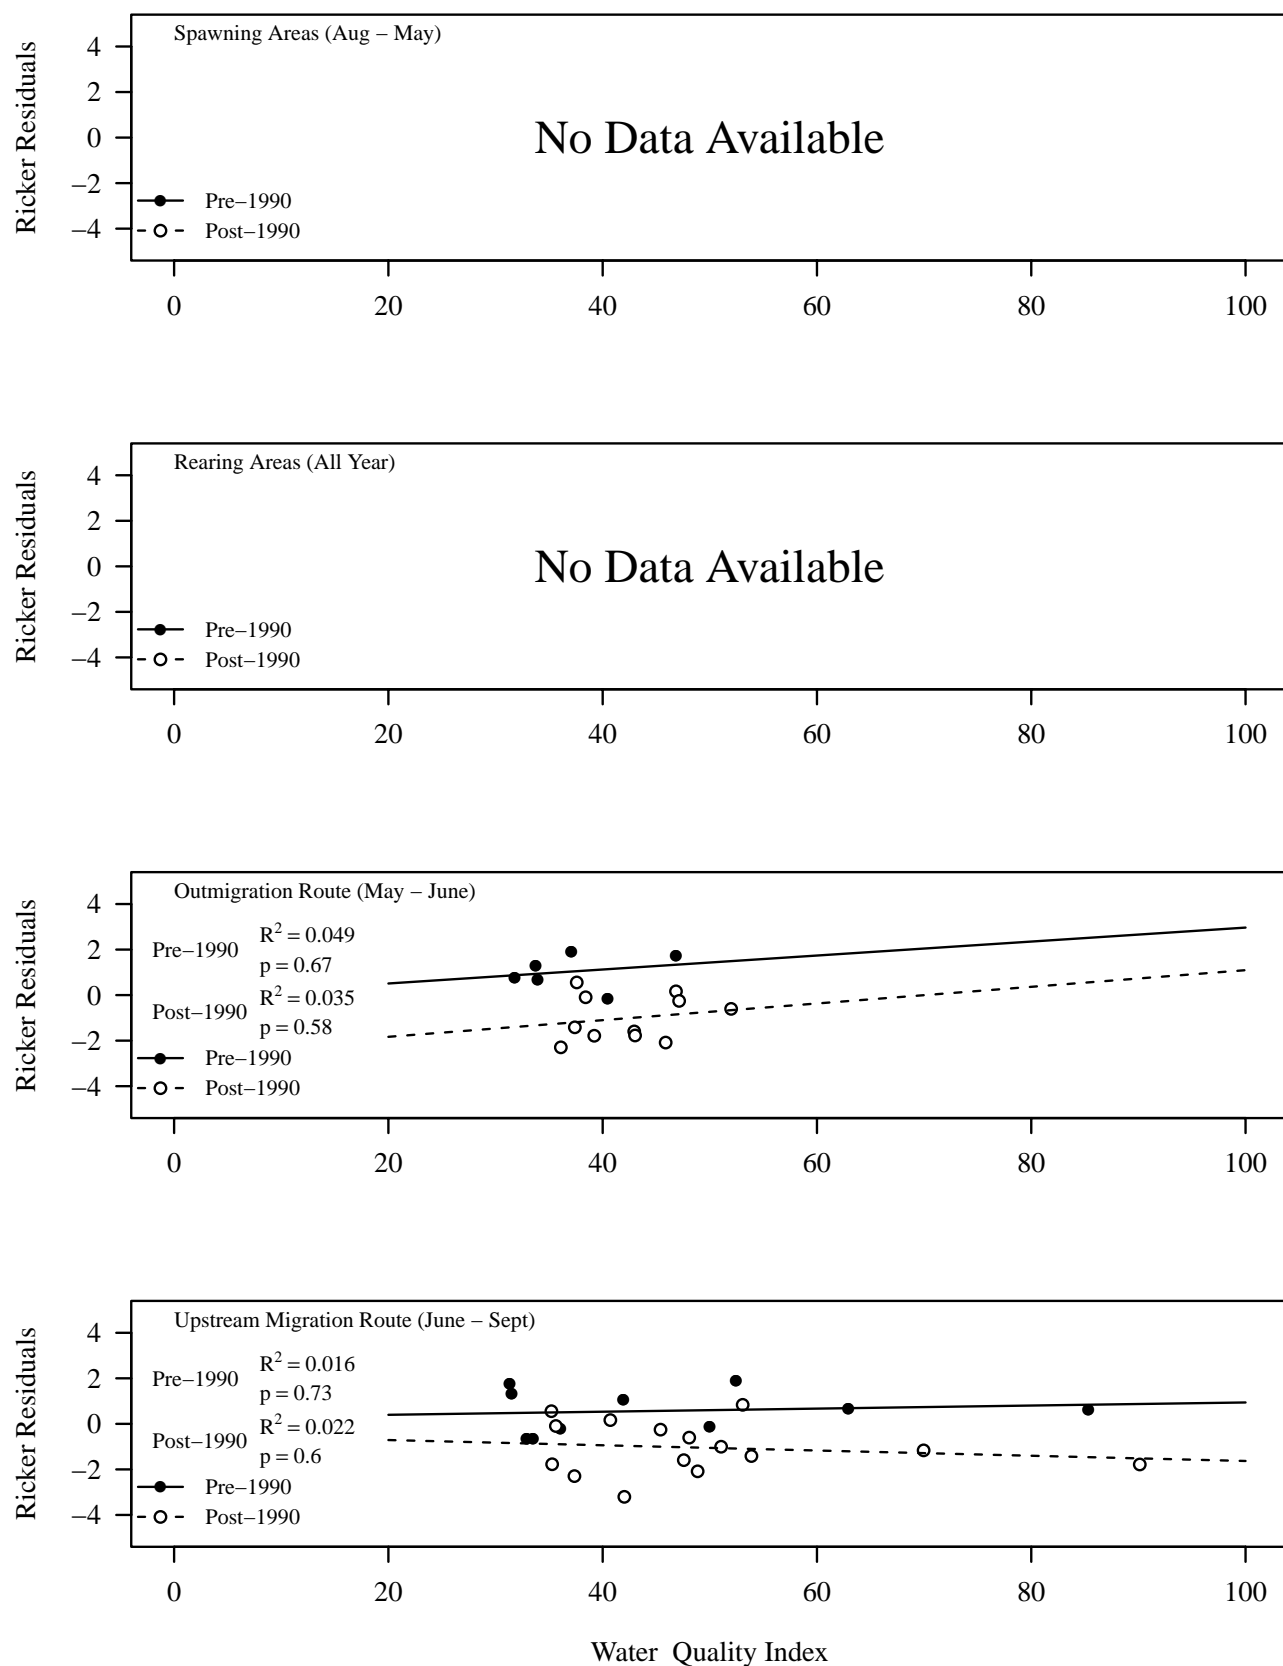 Spawning Areas (Aug – May)
Ricker Residuals
4
2
0
–2
–4
No Data Available
Pre–1990
Post–1990
0 20 40 60 80 100
Rearing Areas (All Year)
Ricker Residuals
4
2
0
–2
–4
No Data Available
Pre–1990
Post–1990
0 20 40 60 80 100
Outmigration Route (May – June)
Ricker Residuals
4
2
0
–2
–4
Pre–1990 R² = 0.049
p = 0.67
Post–1990 R² = 0.035
p = 0.58
Pre–1990
Post–1990
0 20 40 60 80 100
Upstream Migration Route (June – Sept)
Ricker Residuals
4
2
0
–2
–4
Pre–1990 R² = 0.016
p = 0.73
Post–1990 R² = 0.022
p = 0.6
Pre–1990
Post–1990
0 20 40 60 80 100
Water Quality Index